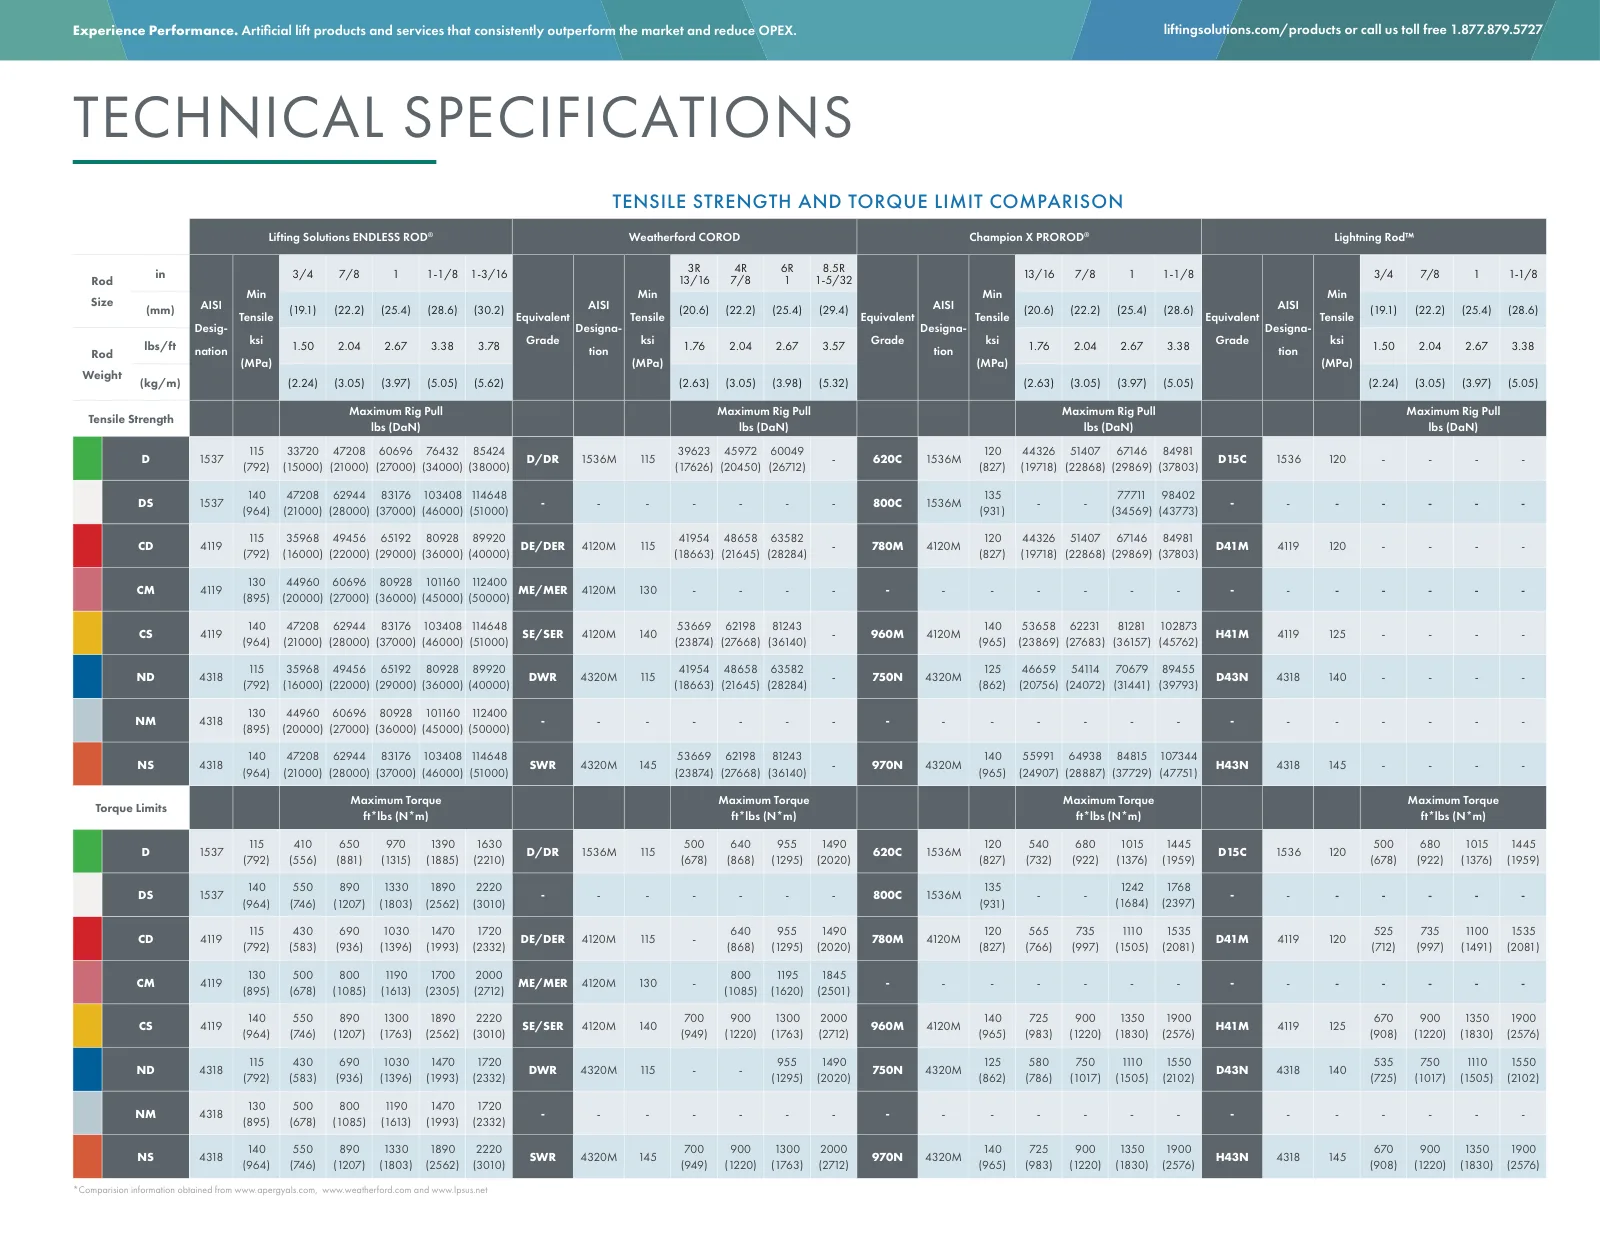 Experience Performance. Artificial lift products and services that consistently outperform the market and reduce OPEX.
liftingsolutions.com/products or call us toll free 1.877.879.5727
TECHNICAL SPECIFICATIONS
TENSILE STRENGTH AND TORQUE LIMIT COMPARISON
Lifting Solutions ENDLESS ROD® Weatherford COROD Champion X PROROD® Lightning Rod™
Rod Size in AISI Desig-nation Min Tensile ksi (MPa) 3/4 7/8 1 1-1/8 1-3/16 Equivalent Grade AISI Designa-tion Min Tensile ksi (MPa) 3R 13/16 4R 7/8 6R 1 8.5R 1-5/32 Equivalent Grade AISI Designa-tion Min Tensile ksi (MPa) 13/16 7/8 1 1-1/8 Equivalent Grade AISI Designa-tion Min Tensile ksi (MPa) 3/4 7/8 1 1-1/8
(mm) (19.1) (22.2) (25.4) (28.6) (30.2) (20.6) (22.2) (25.4) (29.4) (20.6) (22.2) (25.4) (28.6) (19.1) (22.2) (25.4) (28.6)
Rod Weight lbs/ft 1.50 2.04 2.67 3.38 3.78 1.76 2.04 2.67 3.57 1.76 2.04 2.67 3.38 1.50 2.04 2.67 3.38
(kg/m) (2.24) (3.05) (3.97) (5.05) (5.62) (2.63) (3.05) (3.98) (5.32) (2.63) (3.05) (3.97) (5.05) (2.24) (3.05) (3.97) (5.05)
Tensile Strength Maximum Rig Pull Maximum Rig Pull Maximum Rig Pull Maximum Rig Pull
lbs (DaN) lbs (DaN) lbs (DaN) lbs (DaN)
D 1537 115 33720 47208 60696 76432 85424 D/DR 1536M 115 39623 45972 60049 - 620C 1536M 120 44326 51407 67146 84981 D15C 1536 120 - - - -
(792) (15000) (21000) (27000) (34000) (38000) (17626) (20450) (26712) (827) (19718) (22868) (29869) (37803)
DS 1537 140 47208 62944 83176 103408 114648 - - - - - - - 800C 1536M 135 - - 77711 98402 - - - - - - -
(964) (21000) (28000) (37000) (46000) (51000) (931) (34569) (43773)
CD 4119 115 35968 49456 65192 80928 89920 DE/DER 4120M 115 41954 48658 63582 - 780M 4120M 120 44326 51407 67146 84981 D41M 4119 120 - - - -
(792) (16000) (22000) (29000) (36000) (40000) (18663) (21645) (28284) (827) (19718) (22868) (29869) (37803)
CM 4119 130 44960 60696 80928 101160 112400 ME/MER 4120M 130 - - - - - - - - - - - - - - - - - -
(895) (20000) (27000) (36000) (45000) (50000)
CS 4119 140 47208 62944 83176 103408 114648 SE/SER 4120M 140 53669 62198 81243 - 960M 4120M 140 53658 62231 81281 102873 H41M 4119 125 - - - -
(964) (21000) (28000) (37000) (46000) (51000) (23874) (27668) (36140) (965) (23869) (27683) (36157) (45762)
ND 4318 115 35968 49456 65192 80928 89920 DWR 4320M 115 41954 48658 63582 - 750N 4320M 125 46659 54114 70679 89455 D43N 4318 140 - - - -
(792) (16000) (22000) (29000) (36000) (40000) (18663) (21645) (28284) (862) (20756) (24072) (31441) (39793)
NM 4318 130 44960 60696 80928 101160 112400 - - - - - - - - - - - - - - - - - - - - -
(895) (20000) (27000) (36000) (45000) (50000)
NS 4318 140 47208 62944 83176 103408 114648 SWR 4320M 145 53669 62198 81243 - 970N 4320M 140 55991 64938 84815 107344 H43N 4318 145 - - - -
(964) (21000) (28000) (37000) (46000) (51000) (23874) (27668) (36140) (965) (24907) (28887) (37729) (47751)
Torque Limits Maximum Torque Maximum Torque Maximum Torque Maximum Torque
ft*lbs (N*m) ft*lbs (N*m) ft*lbs (N*m) ft*lbs (N*m)
D 1537 115 410 650 970 1390 1630 D/DR 1536M 115 500 640 955 1490 620C 1536M 120 540 680 1015 1445 D15C 1536 120 500 680 1015 1445
(792) (556) (881) (1315) (1885) (2210) (678) (868) (1295) (2020) (827) (732) (922) (1376) (1959) (678) (922) (1376) (1959)
DS 1537 140 550 890 1330 1890 2220 - - - - - - - 800C 1536M 135 - - 1242 1768 - - - - - - -
(964) (746) (1207) (1803) (2562) (3010) (931) (1684) (2397)
CD 4119 115 430 690 1030 1470 1720 DE/DER 4120M 115 - 640 955 1490 780M 4120M 120 565 735 1110 1535 D41M 4119 120 525 735 1100 1535
(792) (583) (936) (1396) (1993) (2332) (868) (1295) (2020) (827) (766) (997) (1505) (2081) (712) (997) (1491) (2081)
CM 4119 130 500 800 1190 1700 2000 ME/MER 4120M 130 - 800 1195 1845 - - - - - - - - - - - - - -
(895) (678) (1085) (1613) (2305) (2712) (1085) (1620) (2501)
CS 4119 140 550 890 1300 1890 2220 SE/SER 4120M 140 700 900 1300 2000 960M 4120M 140 725 900 1350 1900 H41M 4119 125 670 900 1350 1900
(964) (746) (1207) (1763) (2562) (3010) (949) (1220) (1763) (2712) (965) (983) (1220) (1830) (2576) (908) (1220) (1830) (2576)
ND 4318 115 430 690 1030 1470 1720 DWR 4320M 115 - - 955 1490 750N 4320M 125 580 750 1110 1550 D43N 4318 140 535 750 1110 1550
(792) (583) (936) (1396) (1993) (2332) (1295) (2020) (862) (786) (1017) (1505) (2102) (725) (1017) (1505) (2102)
NM 4318 130 500 800 1190 1470 1720 - - - - - - - - - - - - - - - - - - - - -
(895) (678) (1085) (1613) (1993) (2332)
NS 4318 140 550 890 1330 1890 2220 SWR 4320M 145 700 900 1300 2000 970N 4320M 140 725 900 1350 1900 H43N 4318 145 670 900 1350 1900
(964) (746) (1207) (1803) (2562) (3010) (949) (1220) (1763) (2712) (965) (983) (1220) (1830) (2576) (908) (1220) (1830) (2576)
*Comparision information obtained from www.apergyals.com, www.weatherford.com and www.lpsus.net